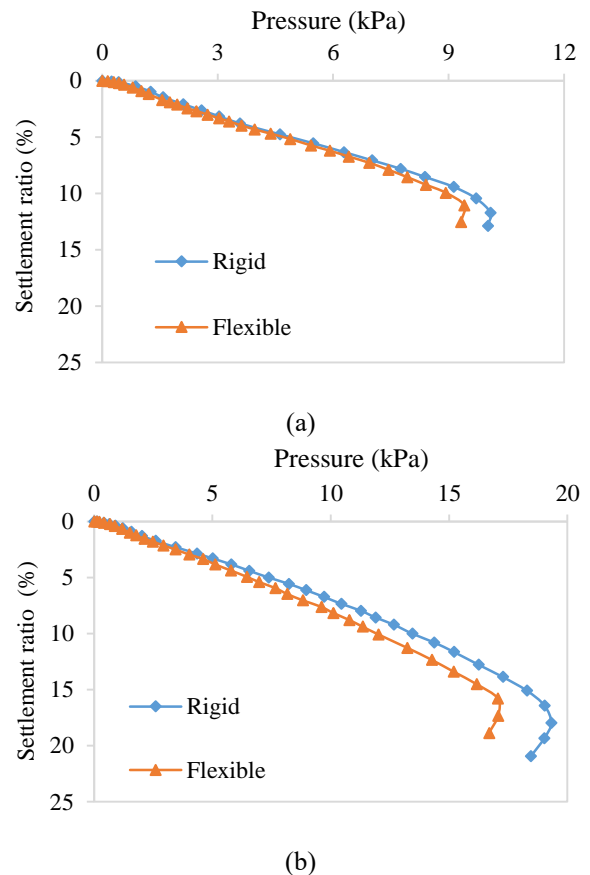 Pressure (kPa)
0 3 6 9 12
0
5
10
15
20
25
Settlement ratio (%)
Rigid
Flexible
(a)
Pressure (kPa)
0 5 10 15 20
0
5
10
15
20
25
Settlement ratio (%)
Rigid
Flexible
(b)